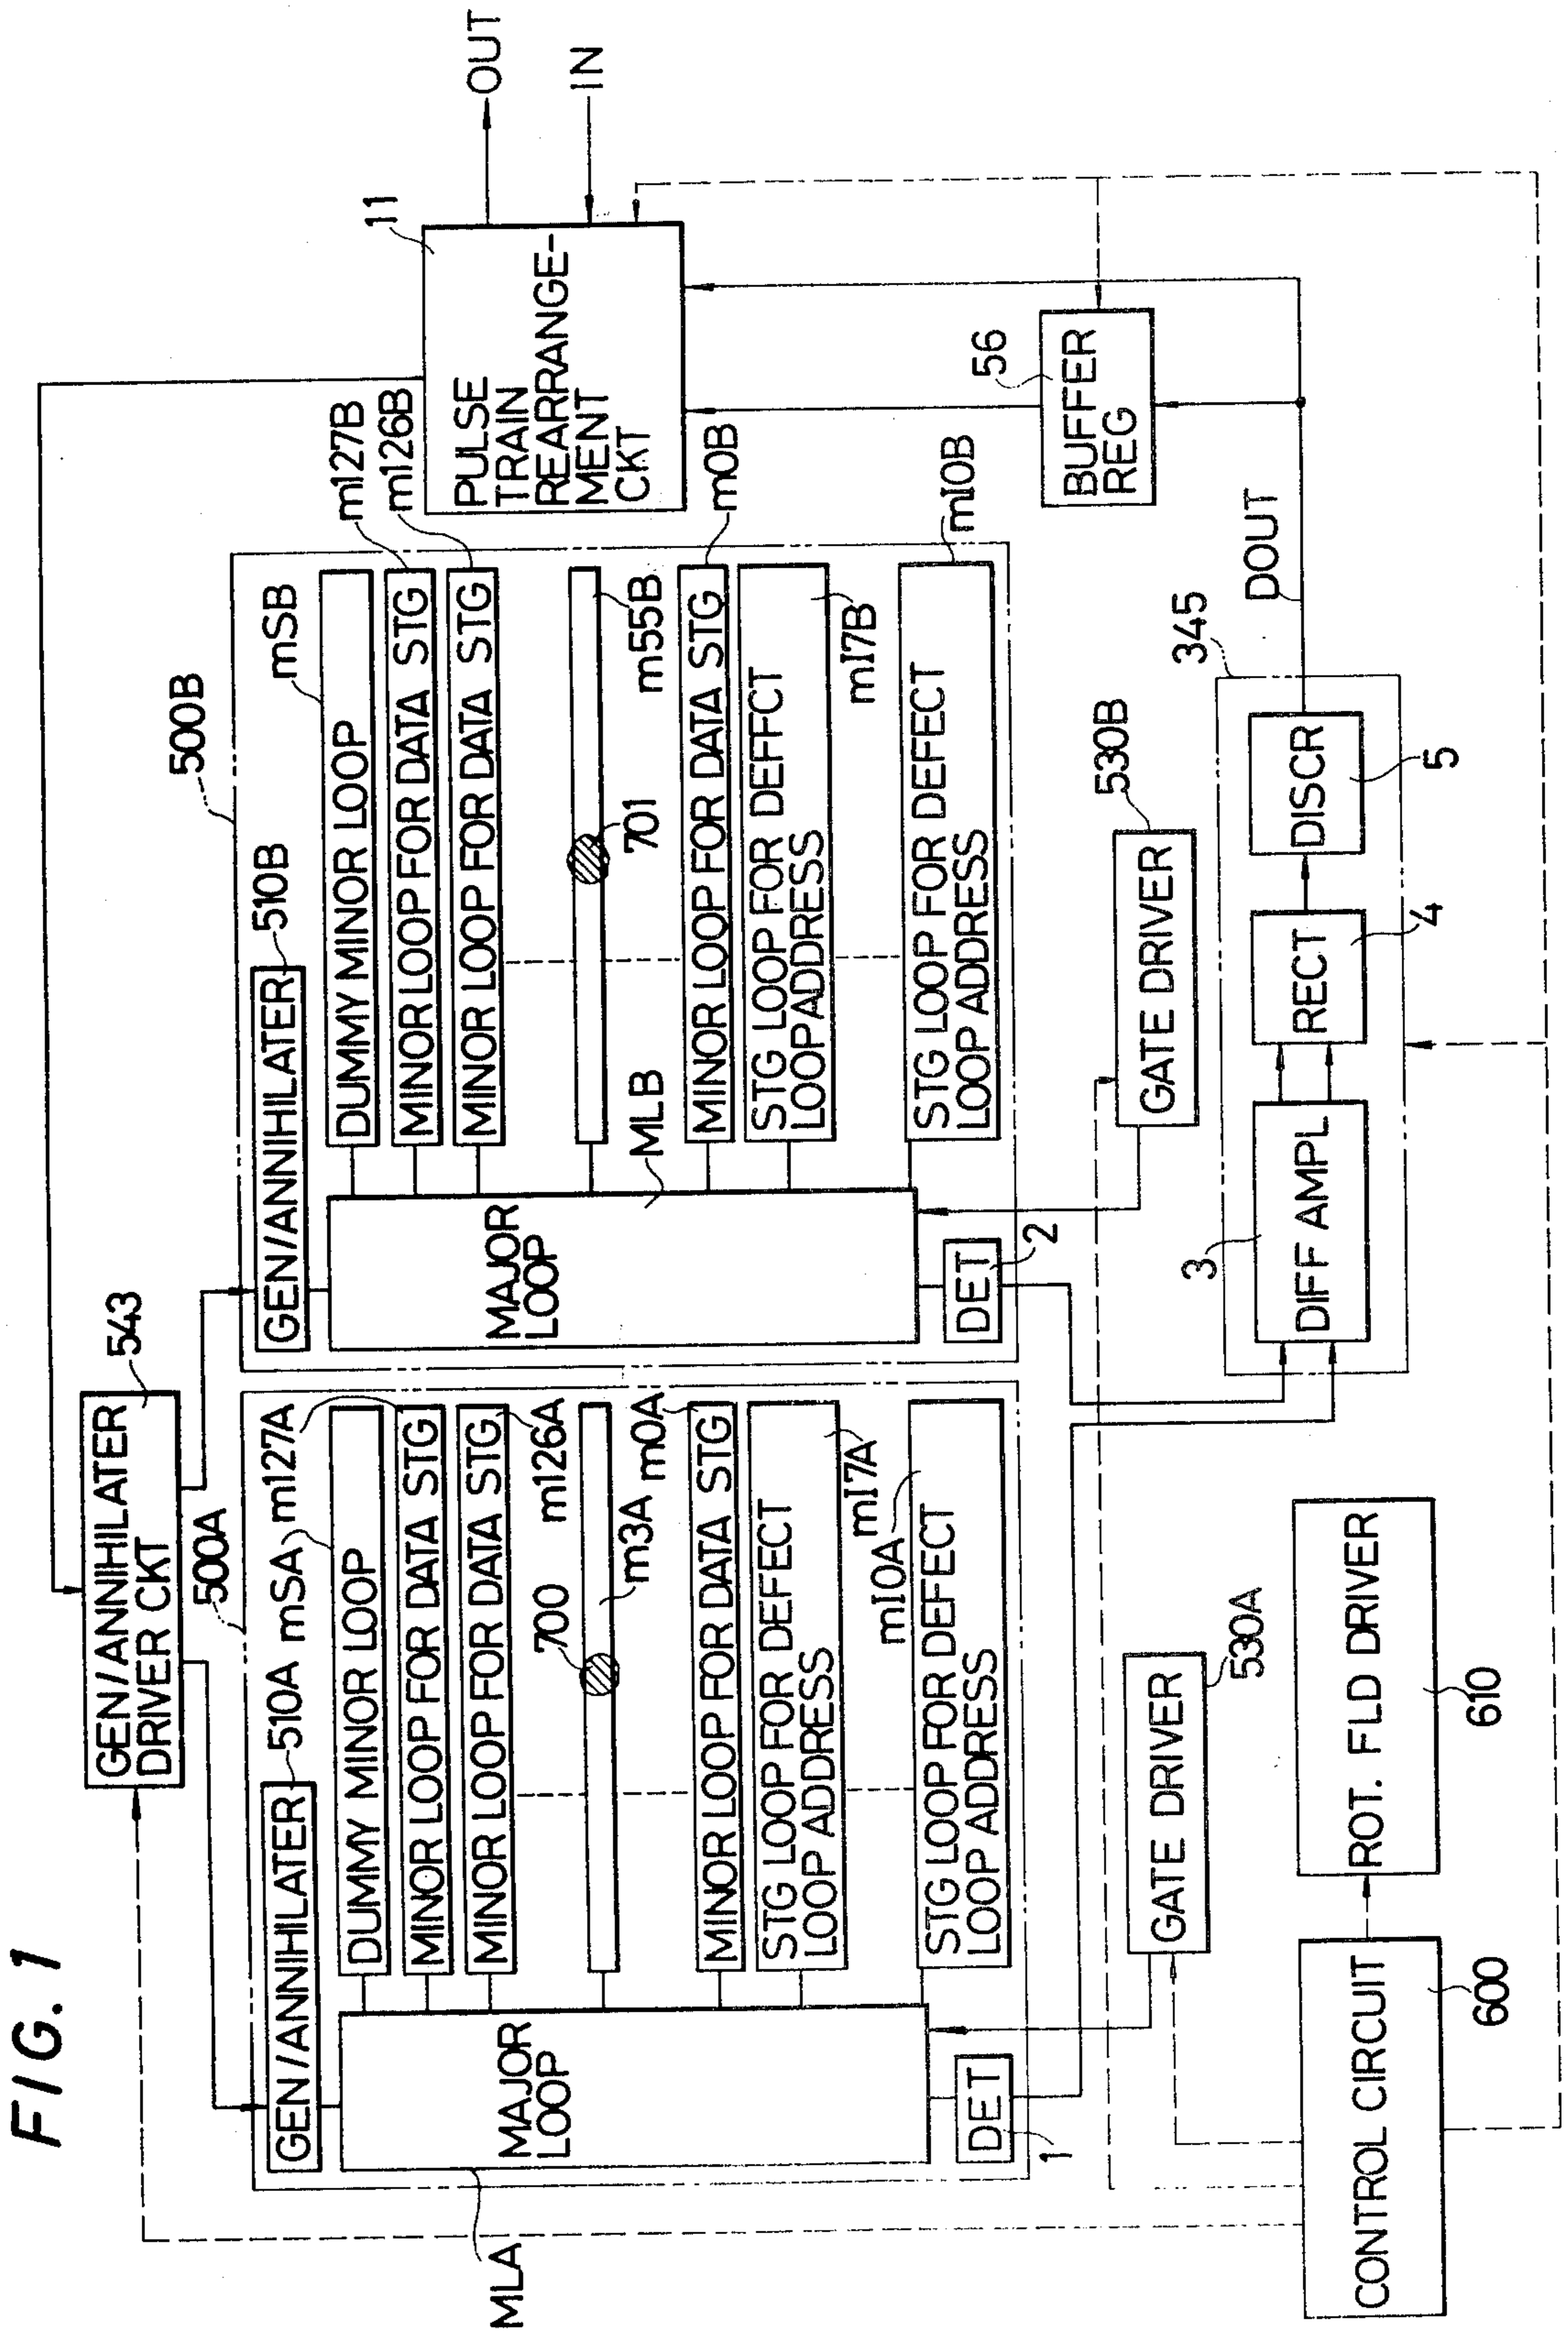 FIG. 1
GEN/ANNIHILATER
DRIVER CKT
543
500A
500B
510A
mSA
m127A
GEN/ANNIHILATER
DUMMY MINOR LOOP
MINOR LOOP FOR DATA STG
MINOR LOOP FOR DATA STG
m126A
700
m3A
m0A
MINOR LOOP FOR DATA STG
STG LOOP FOR DEFECT
LOOP ADDRESS
mI7A
mI0A
STG LOOP FOR DEFECT
LOOP ADDRESS
MAJOR
LOOP
MLA
DET
1
510B
mSB
m127B
m126B
GEN/ANNIHILATER
DUMMY MINOR LOOP
MINOR LOOP FOR DATA STG
MINOR LOOP FOR DATA STG
701
m55B
m0B
MINOR LOOP FOR DATA STG
STG LOOP FOR DEFFCT
LOOP ADDRESS
mI7B
mI0B
STG LOOP FOR DEFECT
LOOP ADDRESS
MAJOR
LOOP
MLB
DET
2
11
PULSE
TRAIN
REARRANGE-
MENT
CKT
OUT
IN
56
BUFFER
REG
DOUT
GATE DRIVER
530A
GATE DRIVER
530B
345
3
DIFF AMPL
RECT
4
DISCR
5
CONTROL CIRCUIT
600
ROT. FLD DRIVER
610